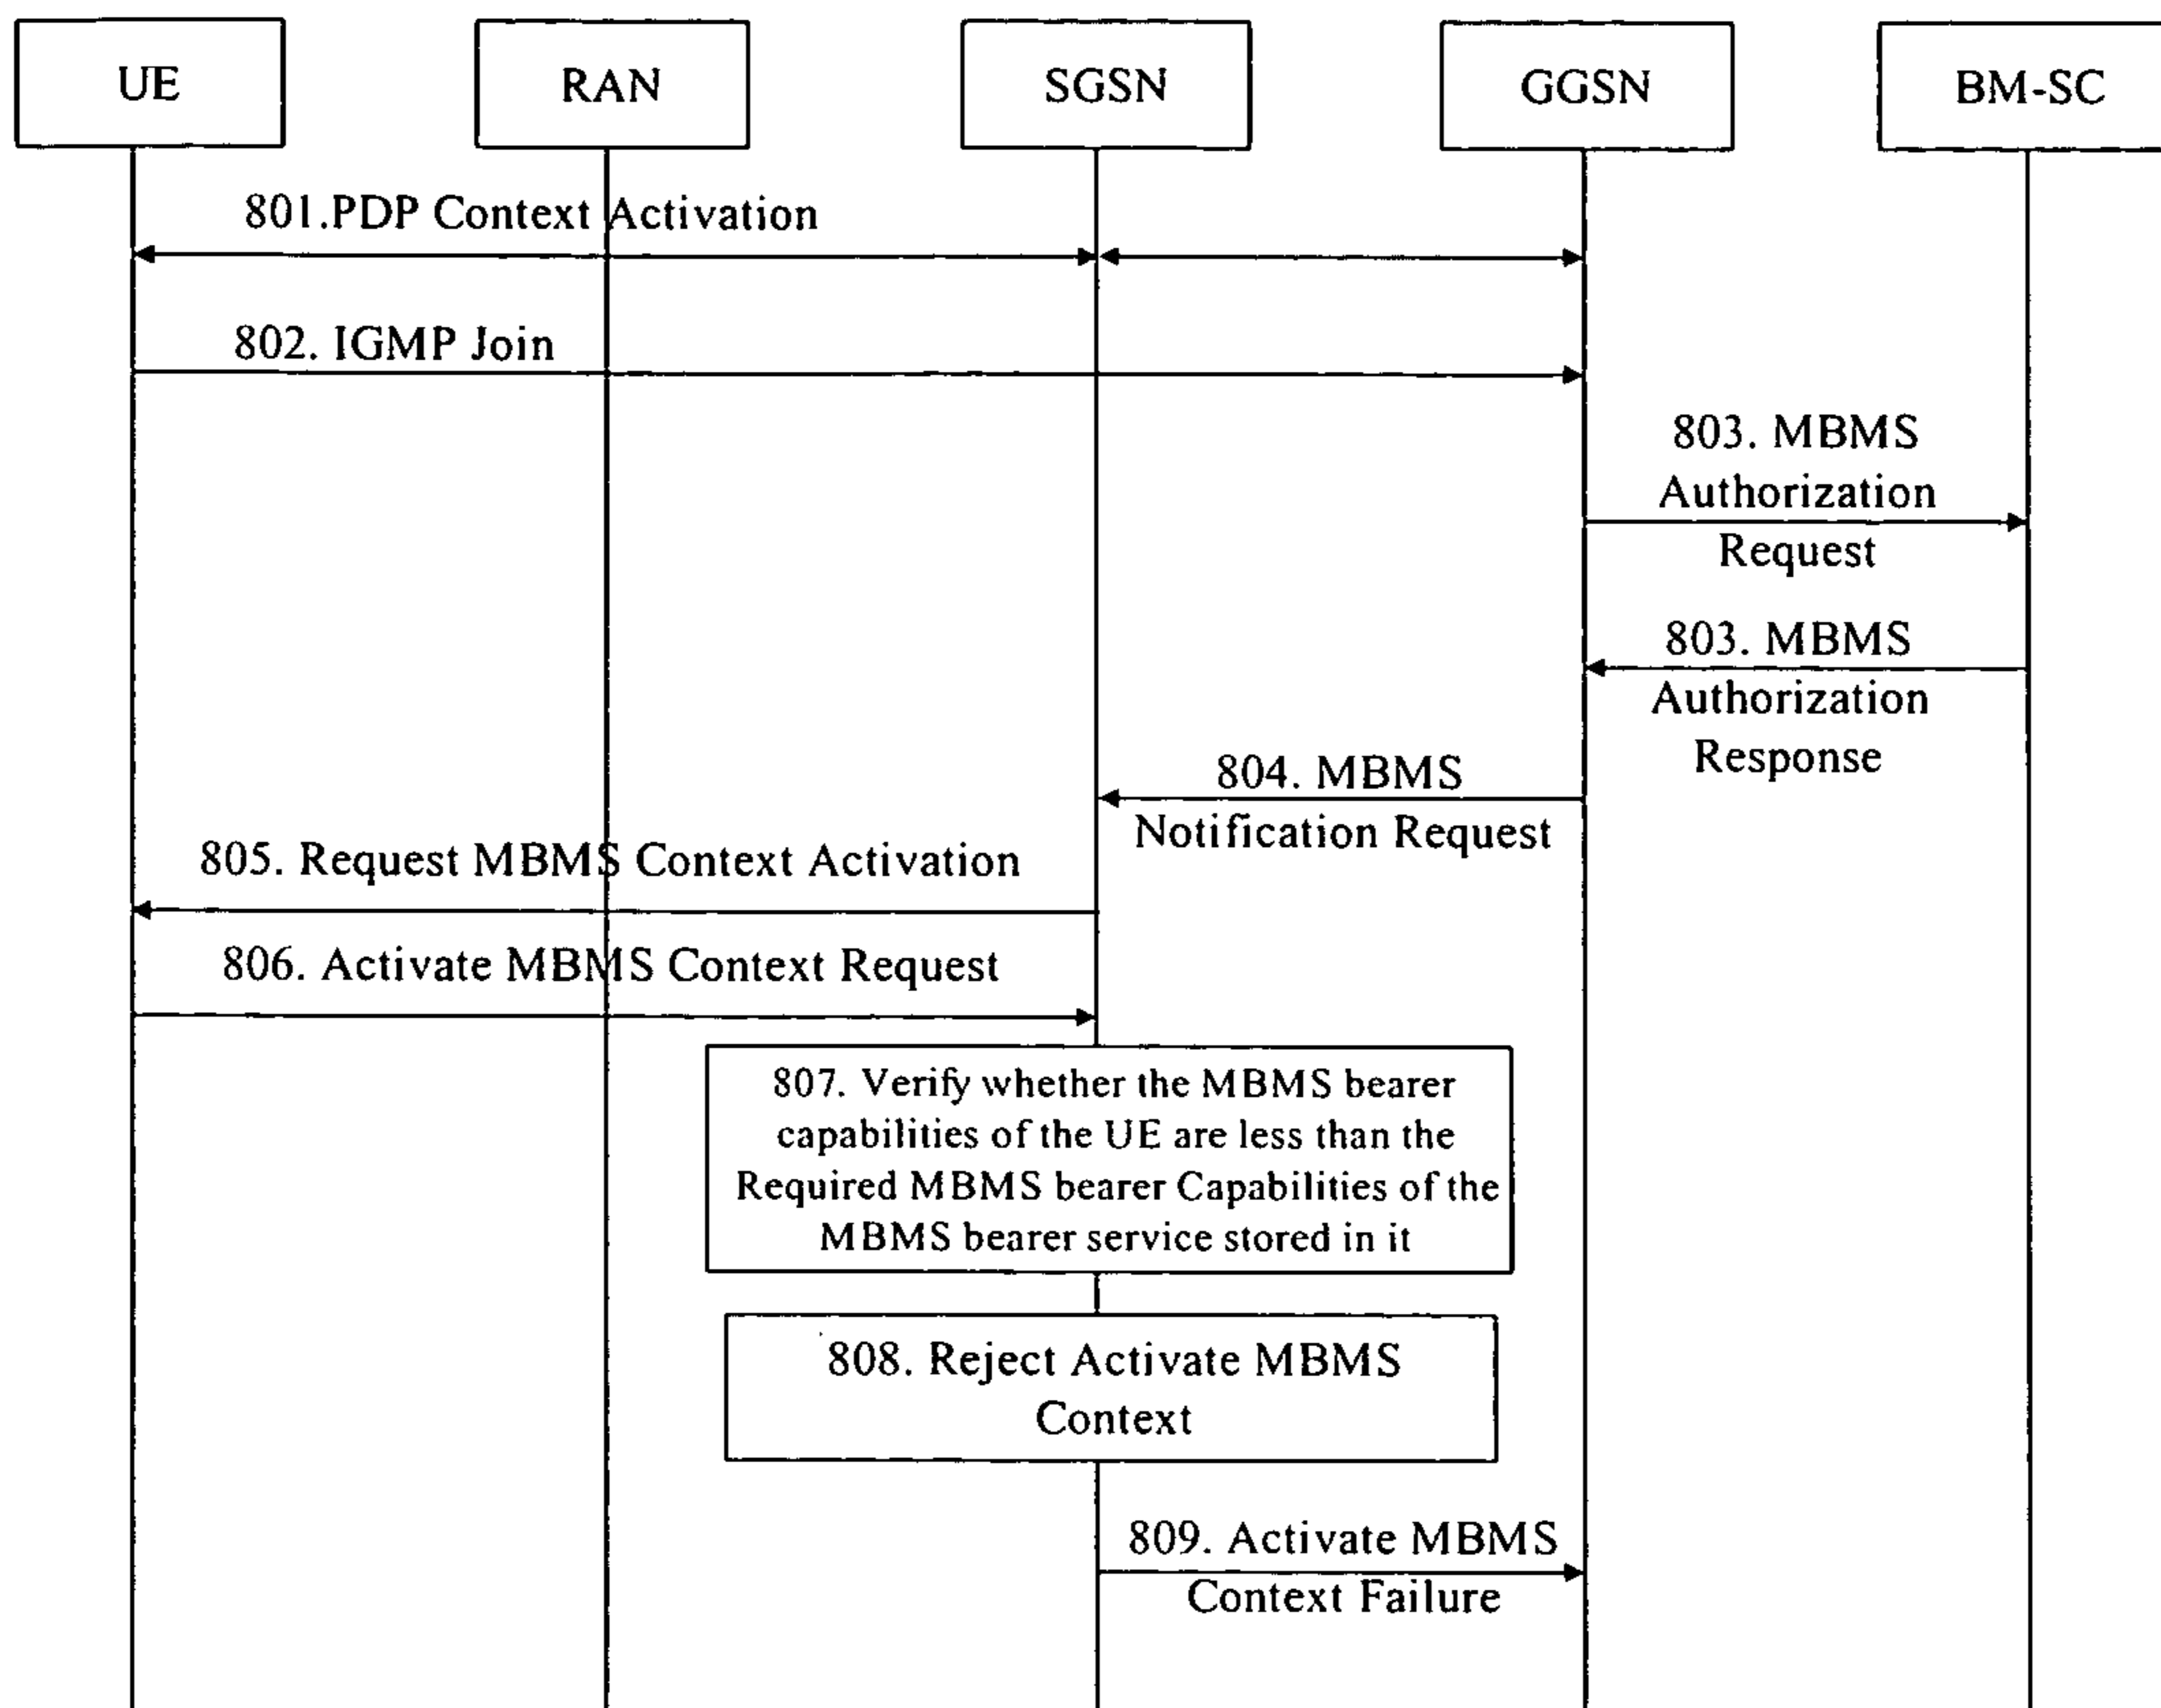 UE
RAN
SGSN
GGSN
BM-SC
801.PDP Context Activation
802. IGMP Join
803. MBMS
Authorization
Request
803. MBMS
Authorization
Response
804. MBMS
Notification Request
805. Request MBMS Context Activation
806. Activate MBMS Context Request
807. Verify whether the MBMS bearer
capabilities of the UE are less than the
Required MBMS bearer Capabilities of the
MBMS bearer service stored in it
808. Reject Activate MBMS
Context
809. Activate MBMS
Context Failure